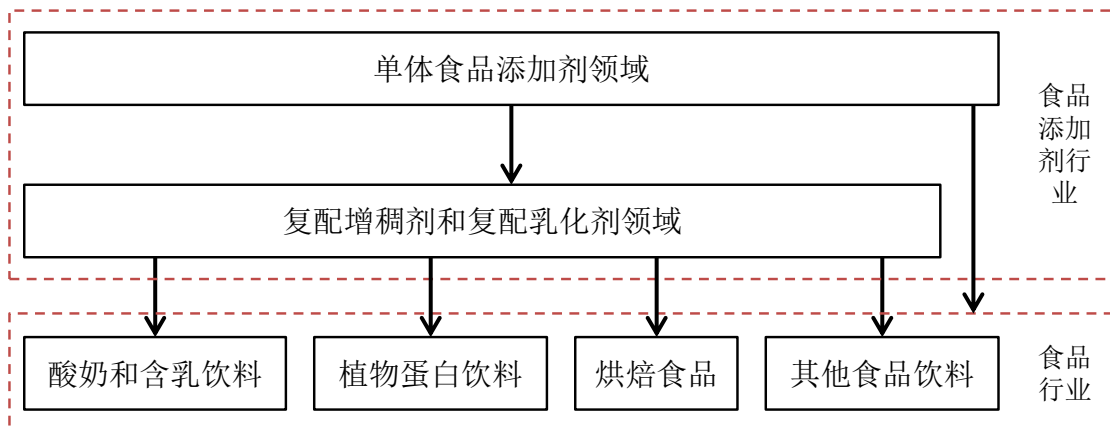 单体食品添加剂领域
食品
添加
剂行
业
复配增稠剂和复配乳化剂领域
酸奶和含乳饮料
植物蛋白饮料
烘焙食品
其他食品饮料
食品
行业